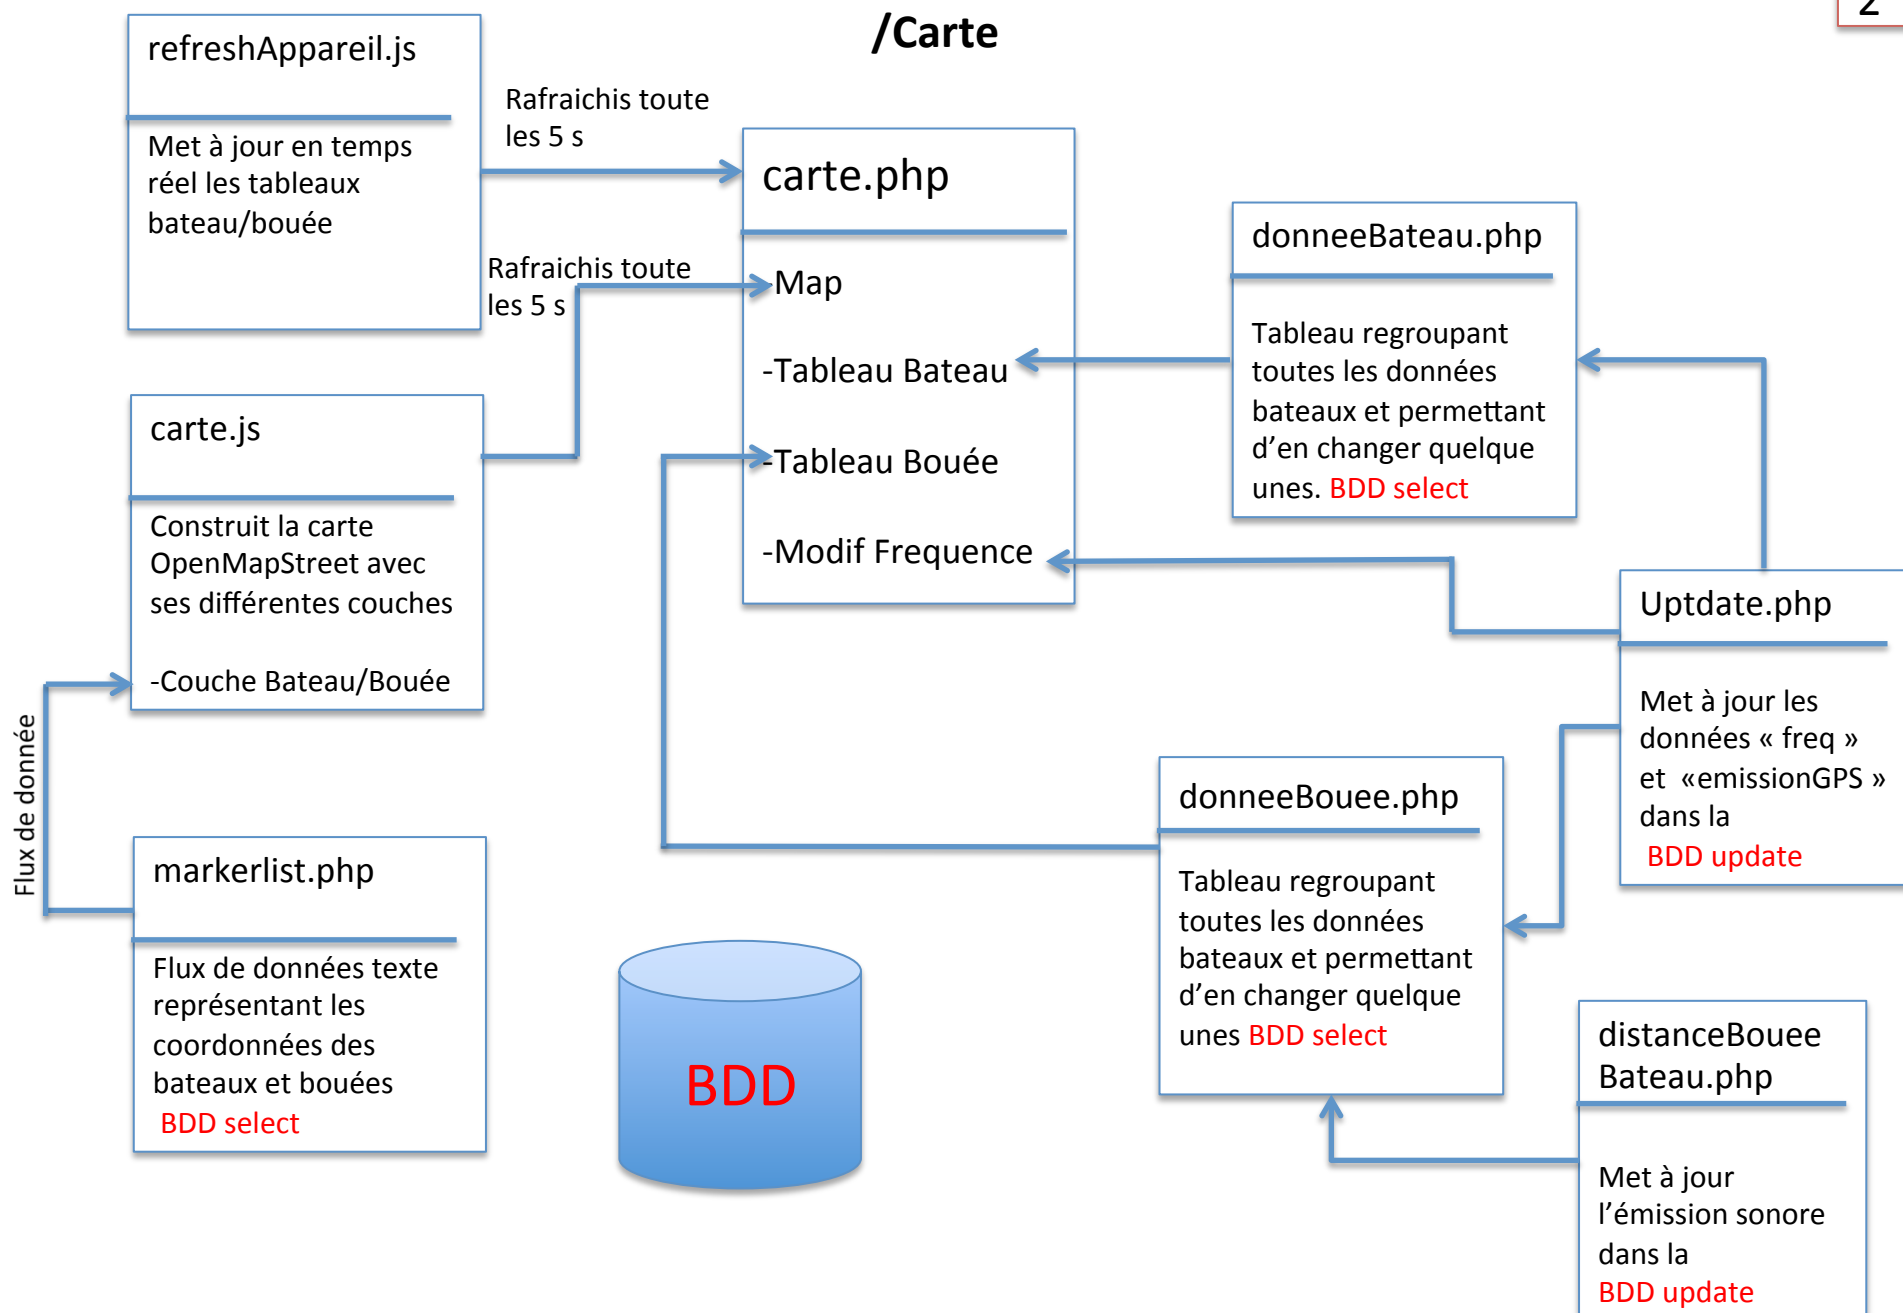 /Carte
2
refreshAppareil.js
Met à jour en temps
réel les tableaux
bateau/bouée
Rafraichis toute
les 5 s
Rafraichis toute
les 5 s
carte.php
-Map
-Tableau Bateau
-Tableau Bouée
-Modif Frequence
donneeBateau.php
Tableau regroupant
toutes les données
bateaux et permettant
d'en changer quelque
unes. BDD select
carte.js
Construit la carte
OpenMapStreet avec
ses différentes couches
-Couche Bateau/Bouée
Flux de donnée
markerlist.php
Flux de données texte
représentant les
coordonnées des
bateaux et bouées
BDD select
BDD
Uptdate.php
Met à jour les
données « freq »
et «emissionGPS »
dans la
BDD update
donneeBouee.php
Tableau regroupant
toutes les données
bateaux et permettant
d'en changer quelque
unes BDD select
distanceBouee
Bateau.php
Met à jour
l'émission sonore
dans la
BDD update